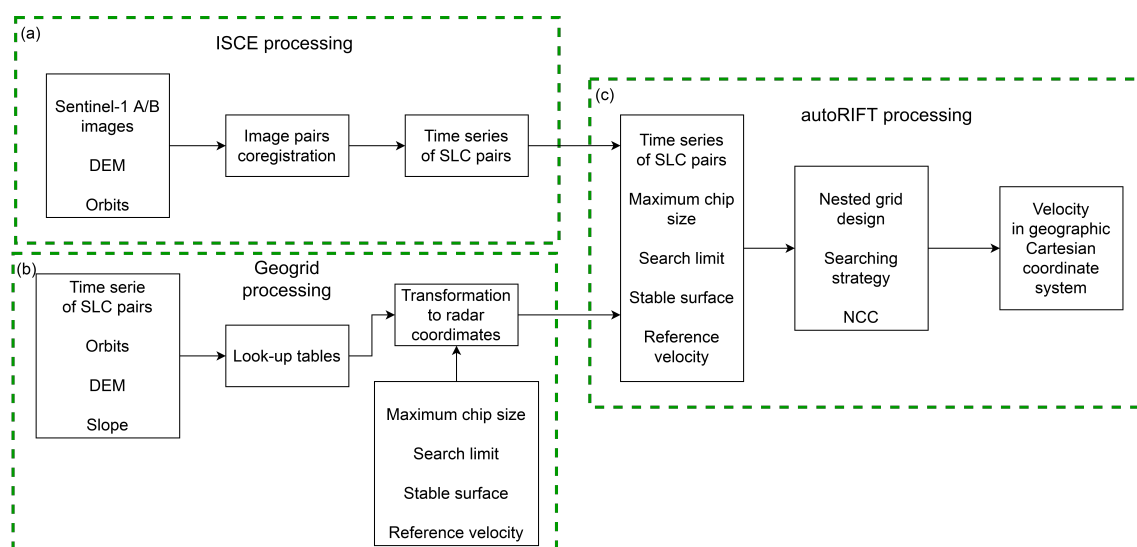 (a)
ISCE processing
Sentinel-1 A/B
images
DEM
Orbits
Image pairs
coregistration
Time series
of SLC pairs
(b)
Geogrid
processing
Time serie
of SLC pairs
Orbits
DEM
Slope
Look-up tables
Transformation
to radar
coordinates
Maximum chip size
Search limit
Stable surface
Reference velocity
(c)
autoRIFT processing
Time series
of SLC pairs
Maximum chip
size
Search limit
Stable surface
Reference
velocity
Nested grid
design
Searching
strategy
NCC
Velocity
in geographic
Cartesian
coordinate
system